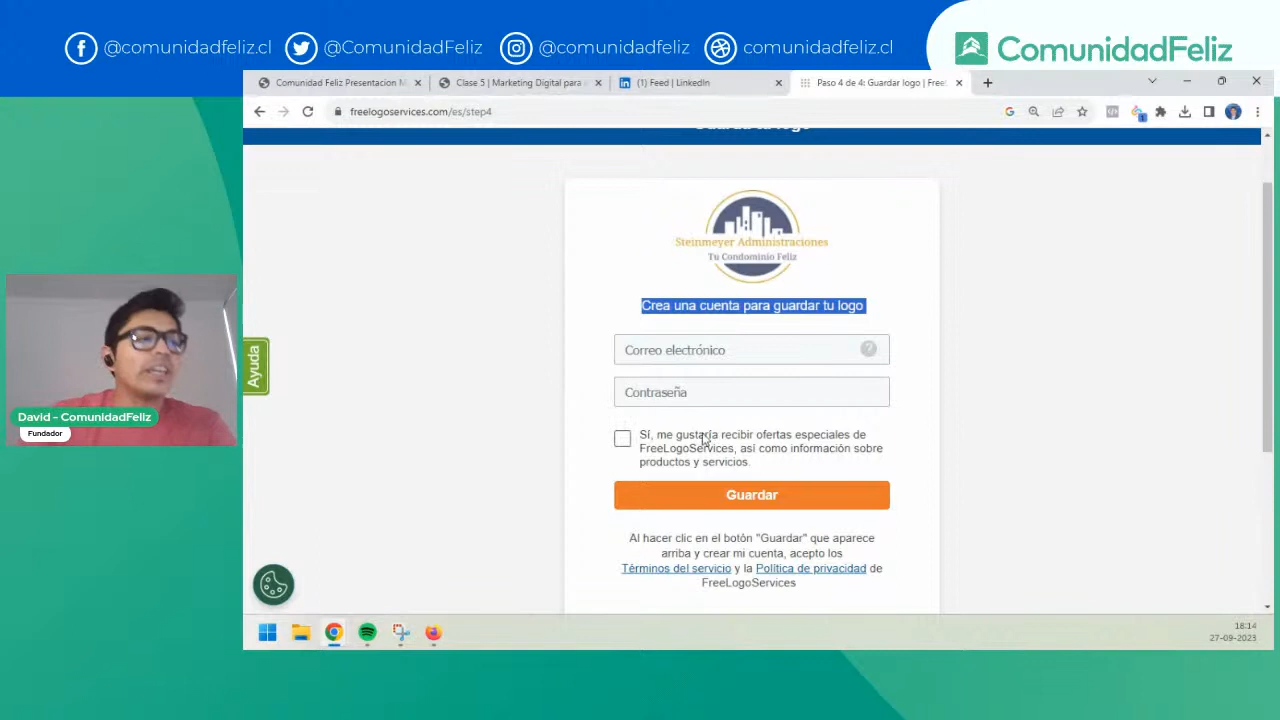 @comunidadfeliz.cl
@ComunidadFeliz
@comunidadfeliz
comunidadfeliz.cl
ComunidadFeliz
Comunidad Feliz Presentacion M
Clase 5 | Marketing Digital para
(1) Feed | LinkedIn
Paso 4 de 4: Guardar logo | Free
freelogoservices.com/es/step4
Steinmeyer Administraciones
Tu Condominio Feliz
Crea una cuenta para guardar tu logo
Correo electrónico
Contraseña
Sí, me gustaría recibir ofertas especiales de
FreeLogoServices, así como información sobre
productos y servicios.
Guardar
Al hacer clic en el botón "Guardar" que aparece
arriba y crear mi cuenta, acepto los
Términos del servicio y la Política de privacidad de
FreeLogoServices
Ayuda
David - ComunidadFeliz
Fundador
18:14
27-09-2023